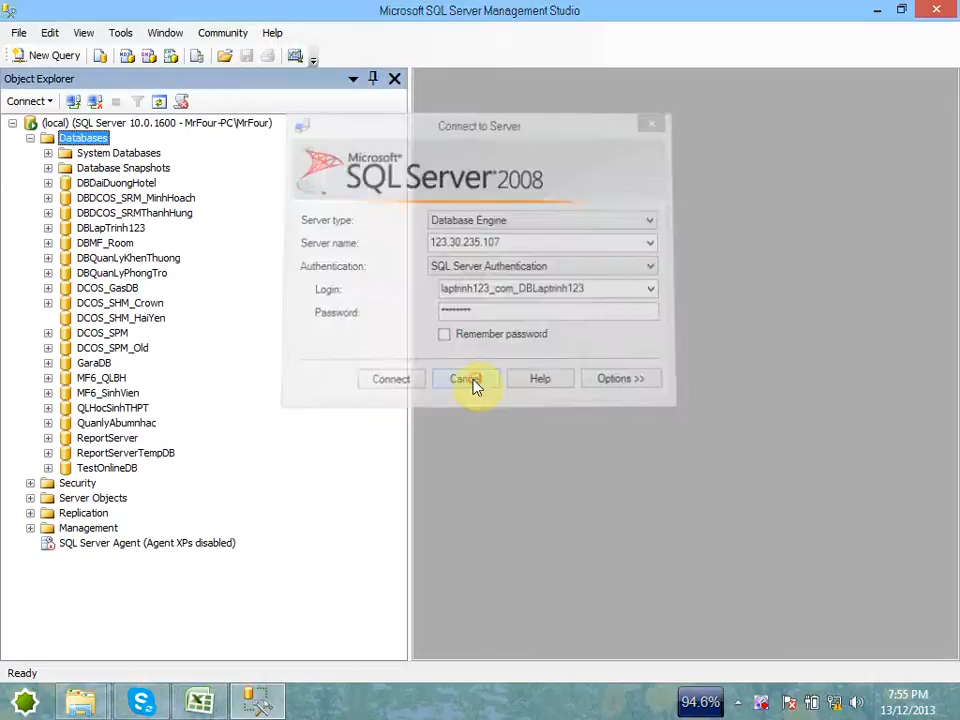 Microsoft SQL Server Management Studio
File Edit View Tools Window Community Help
New Query
Object Explorer
Connect
(local) (SQL Server 10.0.1600 - MrFour-PC\MrFour)
Databases
System Databases
Database Snapshots
DBDaiDuongHotel
DBDCOS_SRM_MinhHoach
DBDCOS_SRMThanhHung
DBLapTrinh123
DBMF_Room
DBQuanLyKhenThuong
DBQuanLyPhongTro
DCOS_GasDB
DCOS_SHM_Crown
DCOS_SHM_HaiYen
DCOS_SPM
DCOS_SPM_Old
GaraDB
MF6_QLBH
MF6_SinhVien
QLHocSinhTHPT
QuanlyAbumnhac
ReportServer
ReportServerTempDB
TestOnlineDB
Security
Server Objects
Replication
Management
SQL Server Agent (Agent XPs disabled)
Connect to Server
Microsoft®
SQL Server 2008
Server type: Database Engine
Server name: 123.30.235.107
Authentication: SQL Server Authentication
Login: laptrinh123_com_DBLaptrinh123
Password: ********
Remember password
Connect Cancel Help Options >>
Ready
94.6%
7:55 PM
13/12/2013